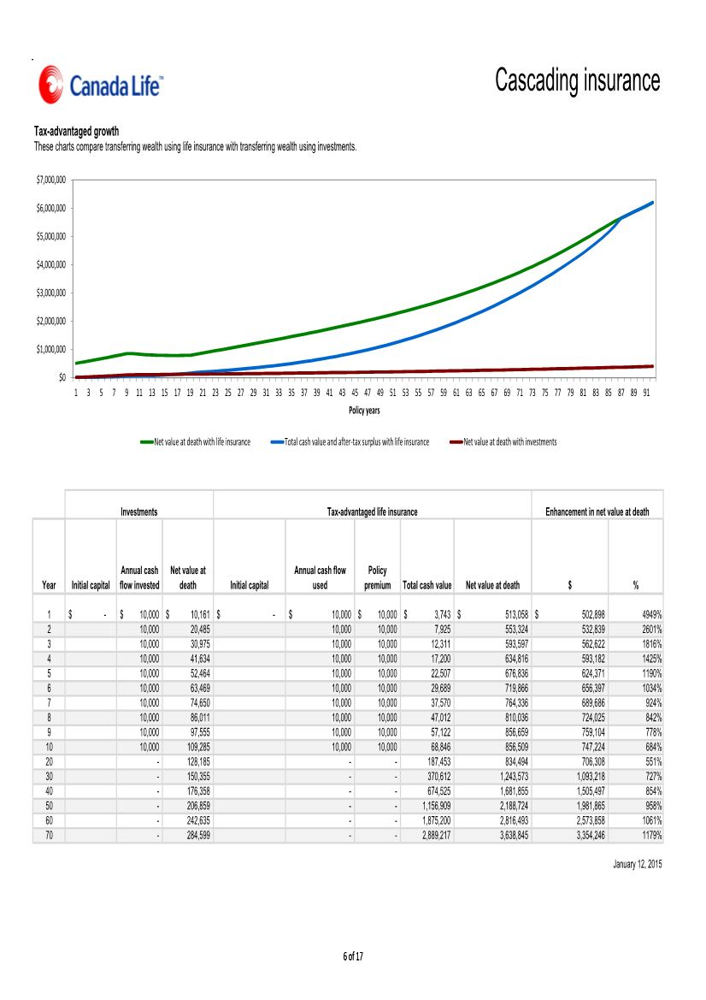 Canada Life™
Cascading insurance
Tax-advantaged growth
These charts compare transferring wealth using life insurance with transferring wealth using investments.
$7,000,000
$6,000,000
$5,000,000
$4,000,000
$3,000,000
$2,000,000
$1,000,000
$0
1 3 5 7 9 11 13 15 17 19 21 23 25 27 29 31 33 35 37 39 41 43 45 47 49 51 53 55 57 59 61 63 65 67 69 71 73 75 77 79 81 83 85 87 89 91
Policy years
Net value at death with life insurance Total cash value and after-tax surplus with life insurance Net value at death with investments
Investments Tax-advantaged life insurance Enhancement in net value at death
Annual cash Net value at Annual cash flow Policy
Year Initial capital flow invested death Initial capital used premium Total cash value Net value at death $ %
1 $ - $ 10,000 $ 10,161 $ - $ 10,000 $ 10,000 $ 3,743 $ 513,058 $ 502,898 4949%
2 10,000 20,485 10,000 10,000 7,925 553,324 532,839 2601%
3 10,000 30,975 10,000 10,000 12,311 593,597 562,622 1816%
4 10,000 41,634 10,000 10,000 17,200 634,816 593,182 1425%
5 10,000 52,464 10,000 10,000 22,507 676,836 624,371 1190%
6 10,000 63,469 10,000 10,000 29,689 719,866 656,397 1034%
7 10,000 74,650 10,000 10,000 37,570 764,336 689,686 924%
8 10,000 86,011 10,000 10,000 47,012 810,036 724,025 842%
9 10,000 97,555 10,000 10,000 57,122 856,659 759,104 778%
10 10,000 109,285 10,000 10,000 68,846 856,509 747,224 684%
20 - 128,185 - - 187,453 834,494 706,308 551%
30 - 150,355 - - 370,612 1,243,573 1,093,218 727%
40 - 176,358 - - 674,525 1,681,855 1,505,497 854%
50 - 206,859 - - 1,156,909 2,188,724 1,981,865 958%
60 - 242,635 - - 1,875,200 2,816,493 2,573,858 1061%
70 - 284,599 - - 2,889,217 3,638,845 3,354,246 1179%
January 12, 2015
6 of 17